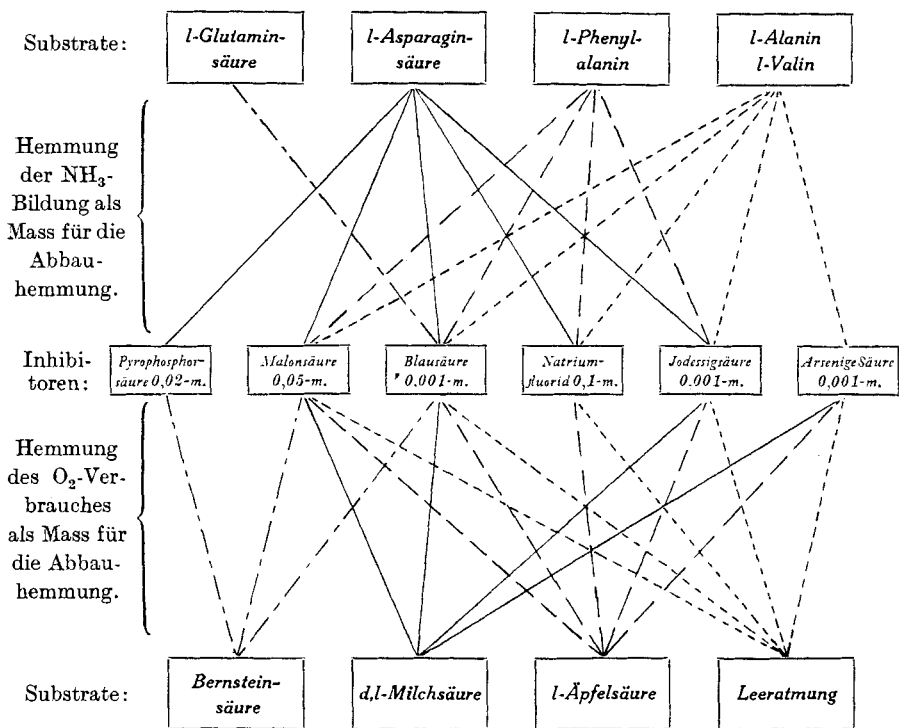 Substrate:
l-Glutamin-
säure
l-Asparagin-
säure
l-Phenyl-
alanin
l-Alanin
l-Valin
Hemmung
der NH₃-
Bildung als
Mass für die
Abbau-
hemmung.
Inhibi-
toren:
Pyrophosphor-
säure 0,02-m.
Malonsäure
0,05-m.
Blausäure
0,001-m.
Natrium-
fluorid 0,1-m.
Jodessigsäure
0.001-m.
Arsenige Säure
0,001-m.
Hemmung
des O₂-Ver-
brauches
als Mass für
die Abbau-
hemmung.
Substrate:
Bernstein-
säure
d,l-Milchsäure
l-Äpfelsäure
Leeratmung